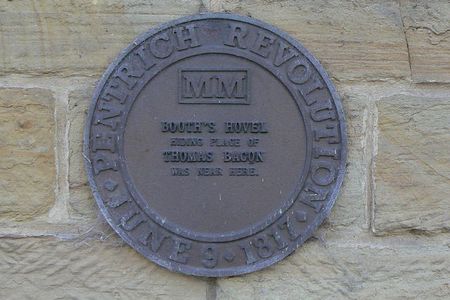 PENTRICH REVOLUTION
MM
BOOTH'S HOVEL
HIDING PLACE OF
THOMAS BACON
WAS NEAR HERE.
JUNE 9 · 1817